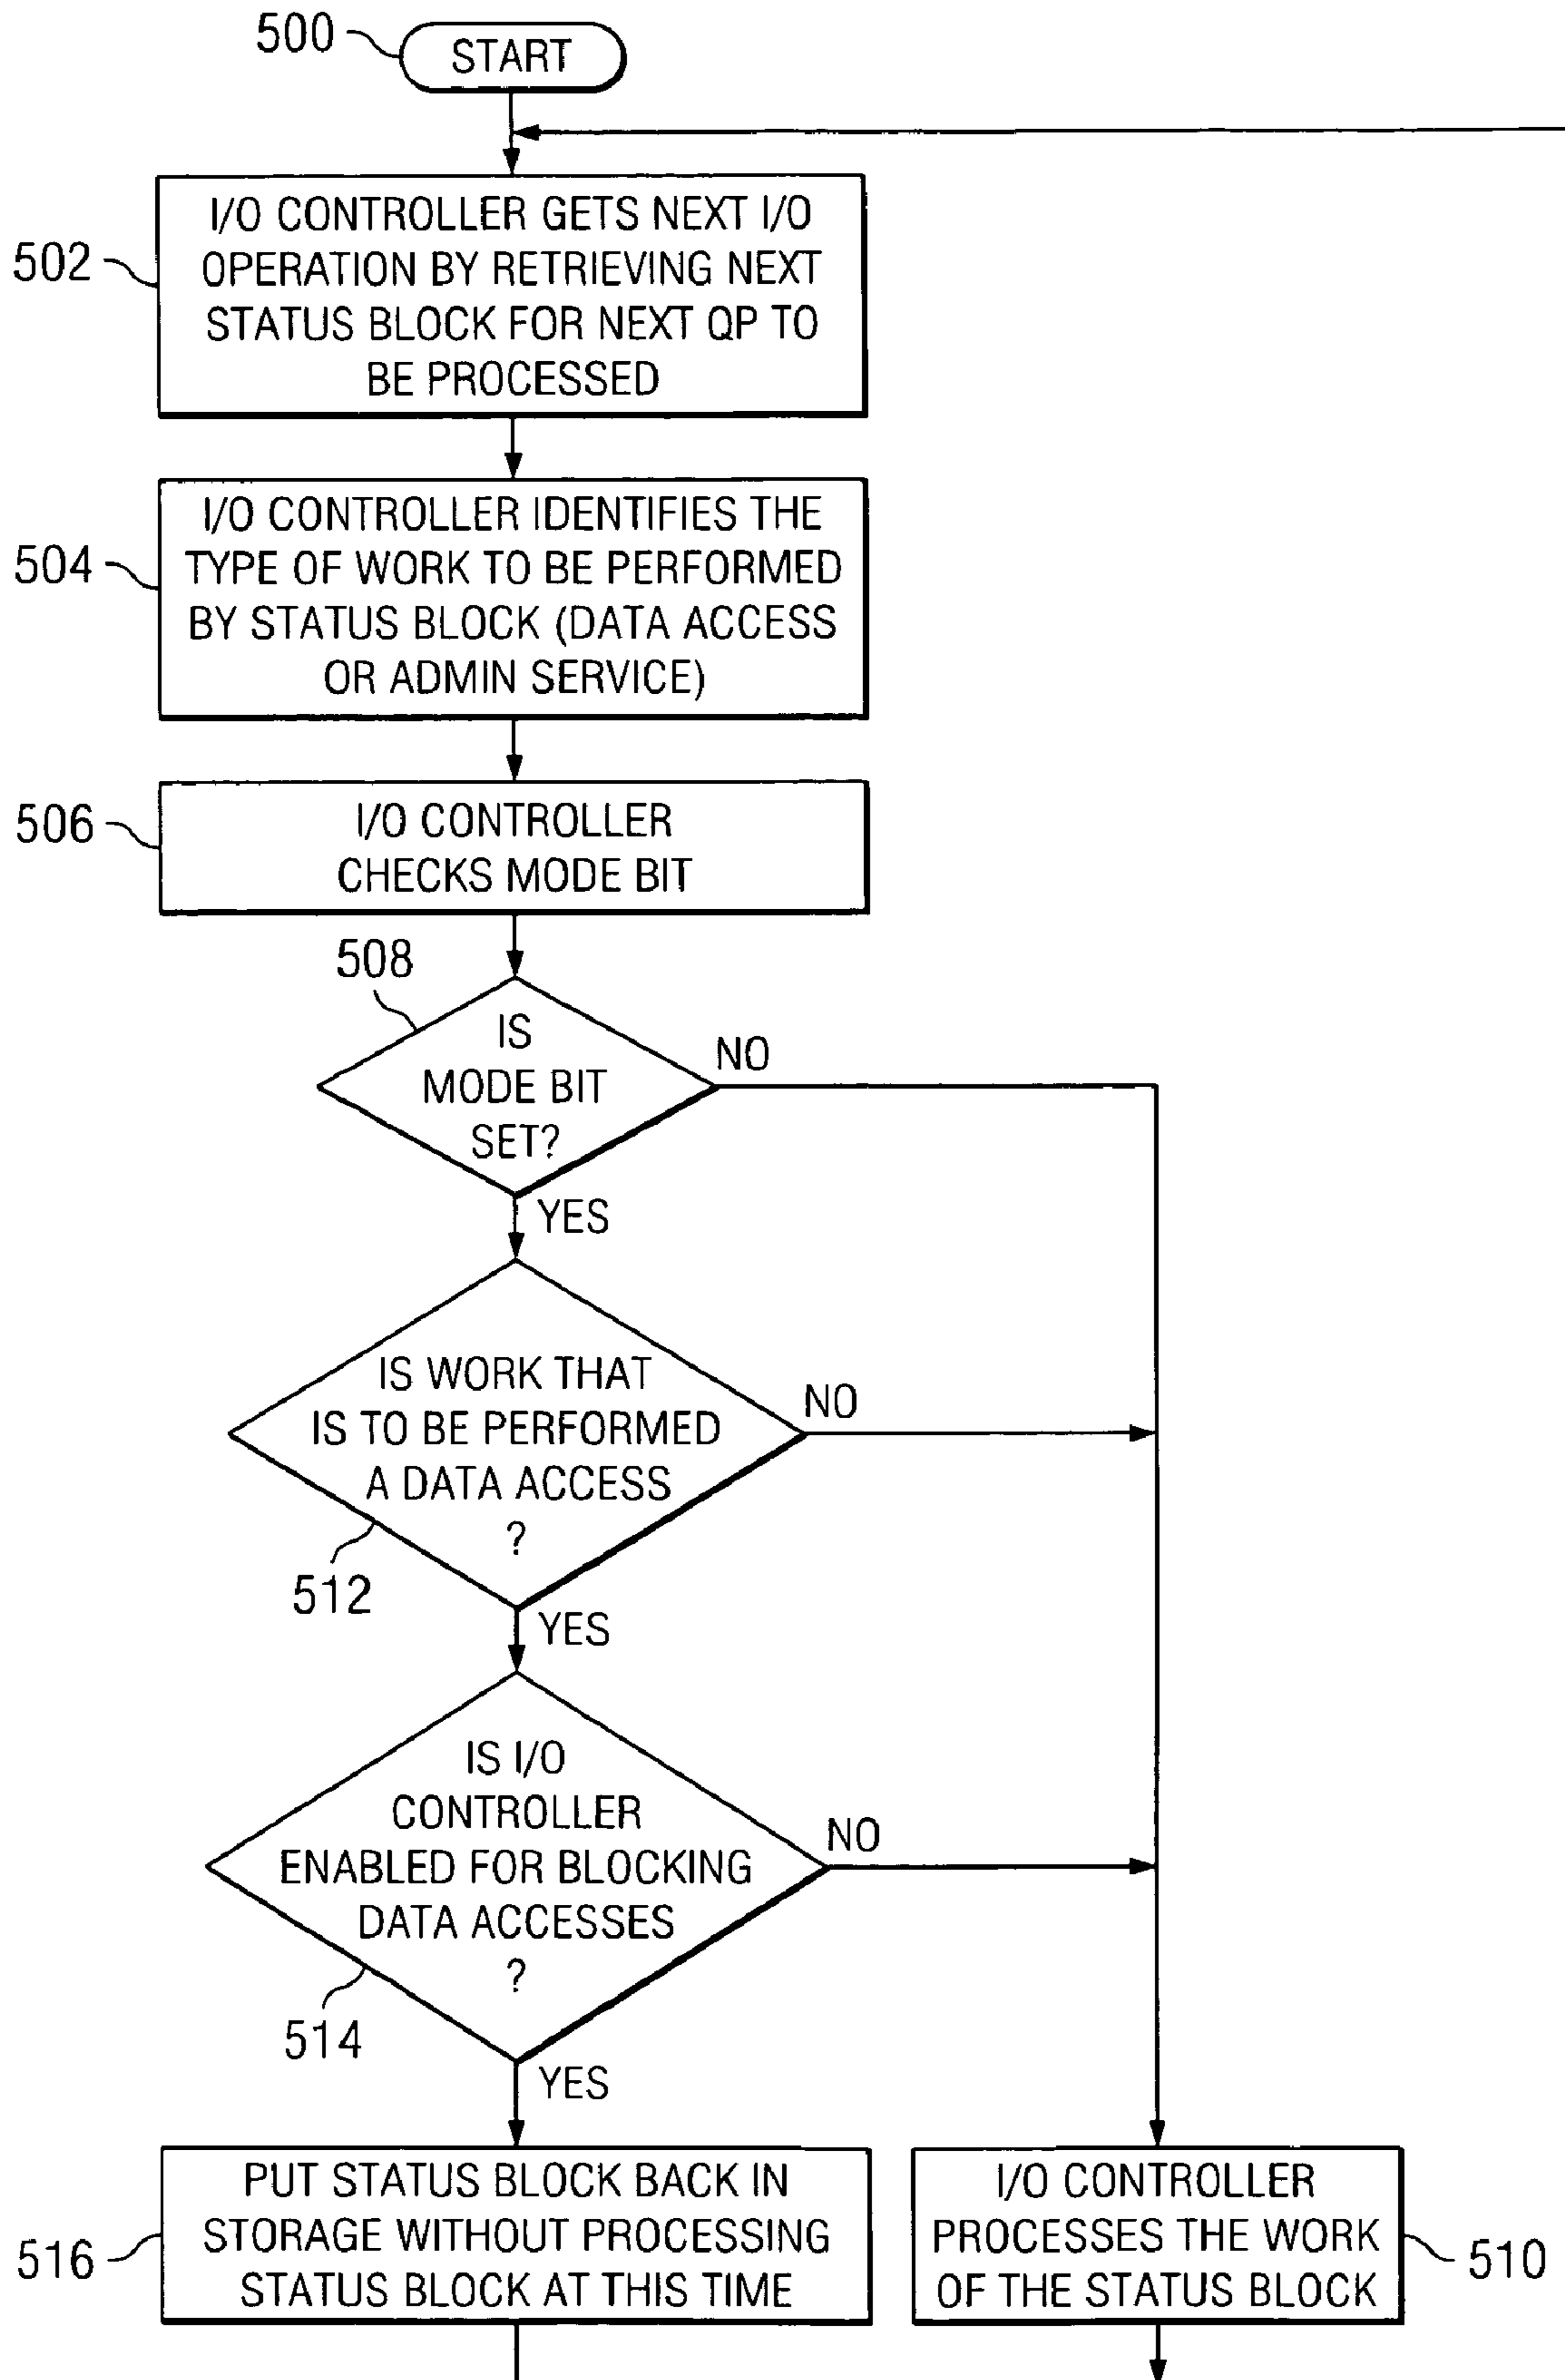 500
START
502
I/O CONTROLLER GETS NEXT I/O
OPERATION BY RETRIEVING NEXT
STATUS BLOCK FOR NEXT QP TO
BE PROCESSED
504
I/O CONTROLLER IDENTIFIES THE
TYPE OF WORK TO BE PERFORMED
BY STATUS BLOCK (DATA ACCESS
OR ADMIN SERVICE)
506
I/O CONTROLLER
CHECKS MODE BIT
508
IS
MODE BIT
SET?
NO
YES
IS WORK THAT
IS TO BE PERFORMED
A DATA ACCESS
?
NO
512
YES
IS I/O
CONTROLLER
ENABLED FOR BLOCKING
DATA ACCESSES
?
NO
514
YES
516
PUT STATUS BLOCK BACK IN
STORAGE WITHOUT PROCESSING
STATUS BLOCK AT THIS TIME
I/O CONTROLLER
PROCESSES THE WORK
OF THE STATUS BLOCK
510